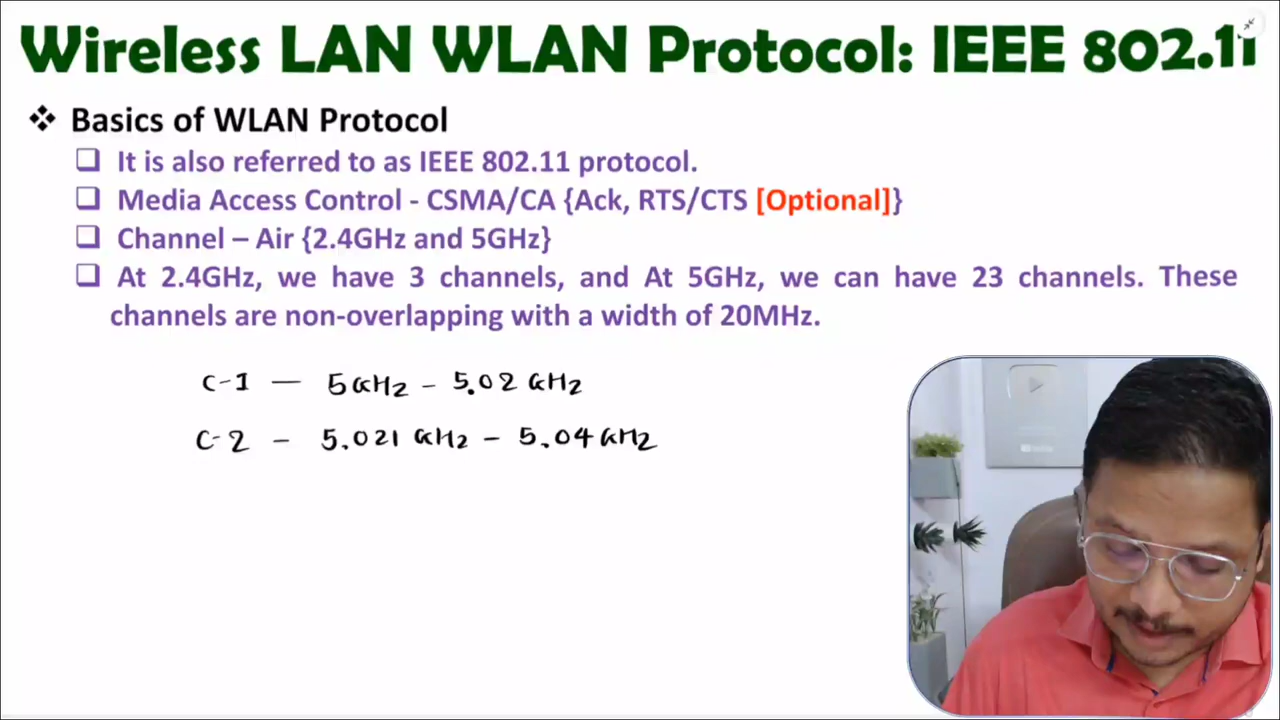 Wireless LAN WLAN Protocol: IEEE 802.11
❖ Basics of WLAN Protocol
❑ It is also referred to as IEEE 802.11 protocol.
❑ Media Access Control - CSMA/CA {Ack, RTS/CTS [Optional]}
❑ Channel – Air {2.4GHz and 5GHz}
❑ At 2.4GHz, we have 3 channels, and At 5GHz, we can have 23 channels. These
channels are non-overlapping with a width of 20MHz.
C-1 — 5GHz - 5.02 GHz
C-2 - 5.021 GHz - 5.04 GHz